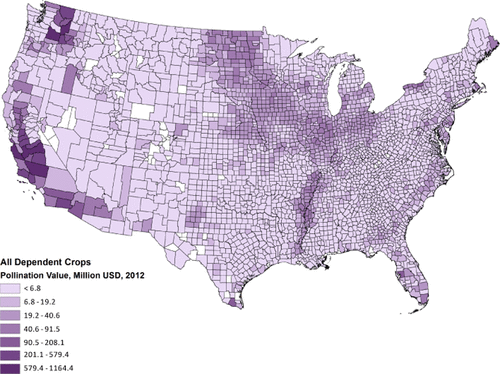 All Dependent Crops
Pollination Value, Million USD, 2012
< 6.8
6.8 - 19.2
19.2 - 40.6
40.6 - 91.5
90.5 - 208.1
201.1 - 579.4
579.4 - 1164.4